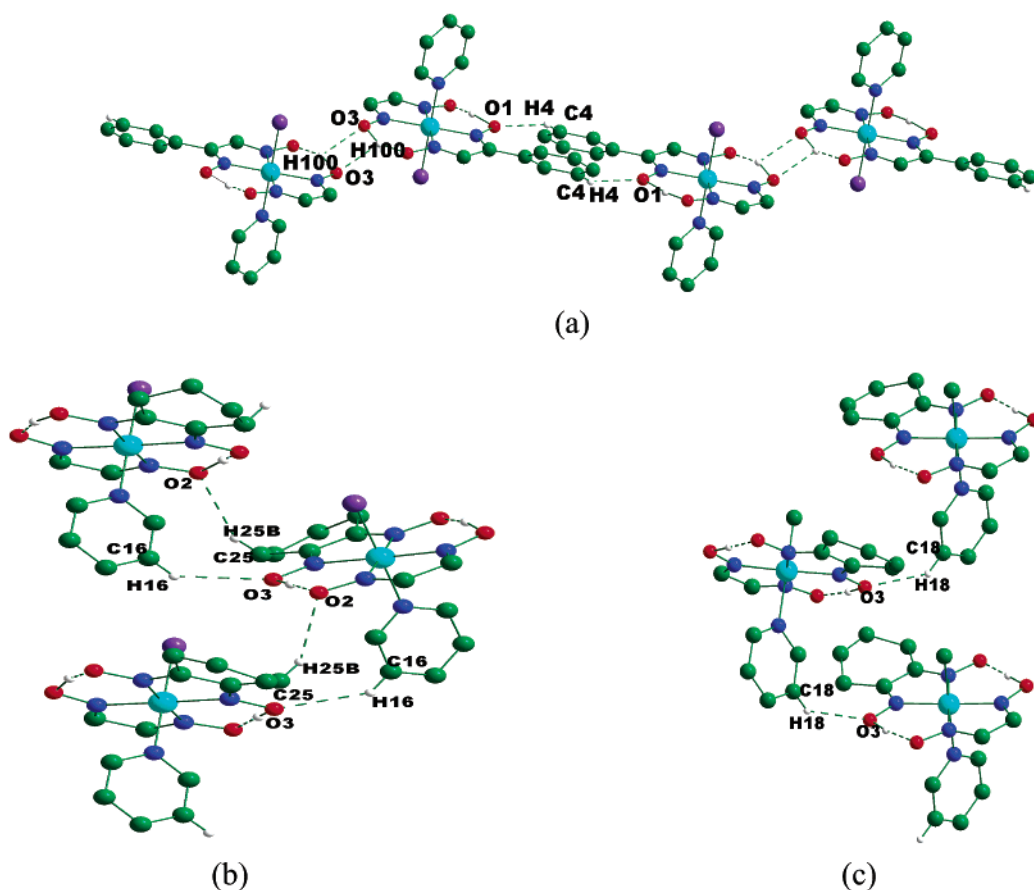 O3
O1
H4
C4
H100
H100
O3
C4
H4
O1
(a)
O2
H25B
C16
C25
H16
O3
O2
H25B
C16
C25
H16
O3
(b)
C18
H18
O3
C18
H18
O3
(c)